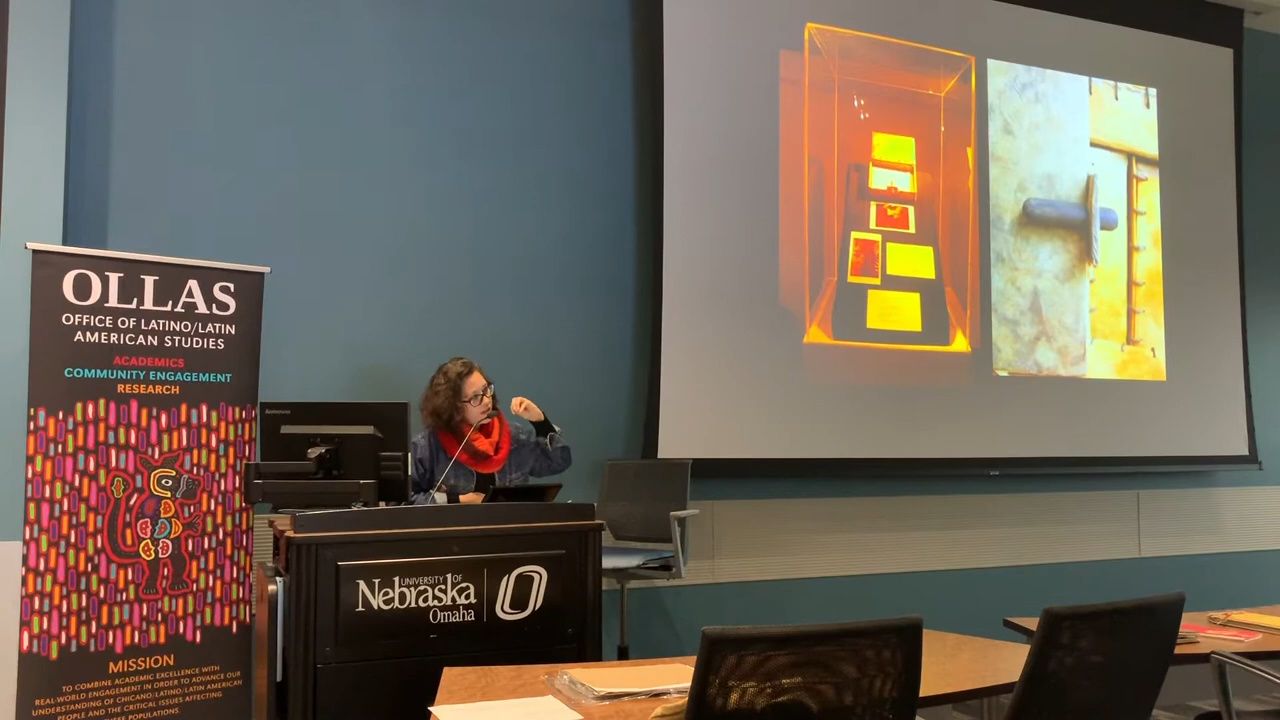 OLLAS
OFFICE OF LATINO/LATIN
AMERICAN STUDIES
ACADEMICS
COMMUNITY ENGAGEMENT
RESEARCH
MISSION
TO COMBINE ACADEMIC EXCELLENCE WITH
REAL-WORLD ENGAGEMENT IN ORDER TO ADVANCE OUR
UNDERSTANDING OF CHICANO/LATINO/LATIN AMERICAN
PEOPLE AND THE CRITICAL ISSUES AFFECTING
THESE POPULATIONS.
UNIVERSITY OF
Nebraska
Omaha
O